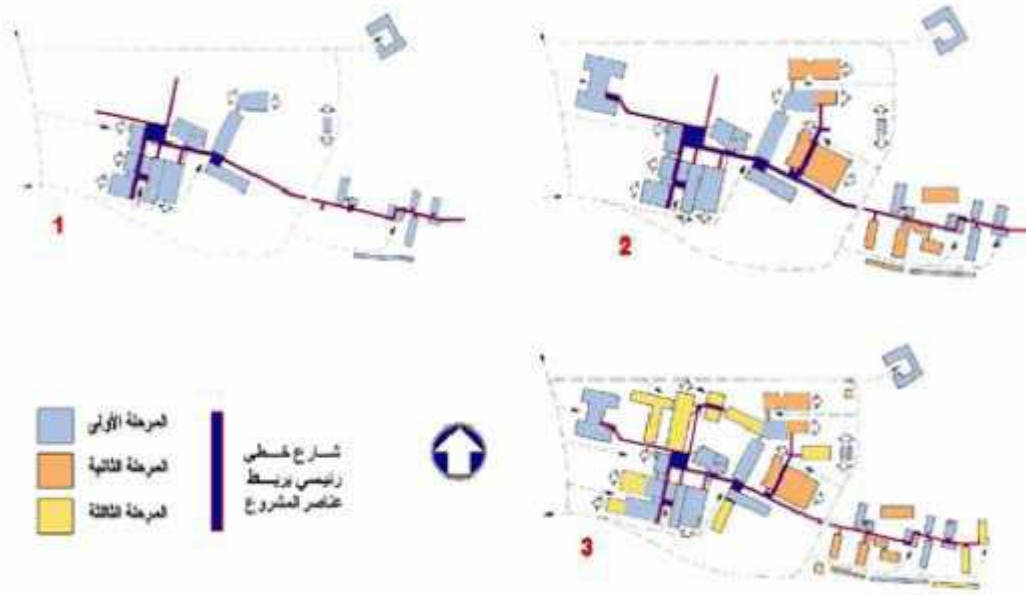 1
2
المرحلة الأولى
المرحلة الثانية
المرحلة الثالثة
شارع خطي
رئيسي يربط
عناصر المشروع
3